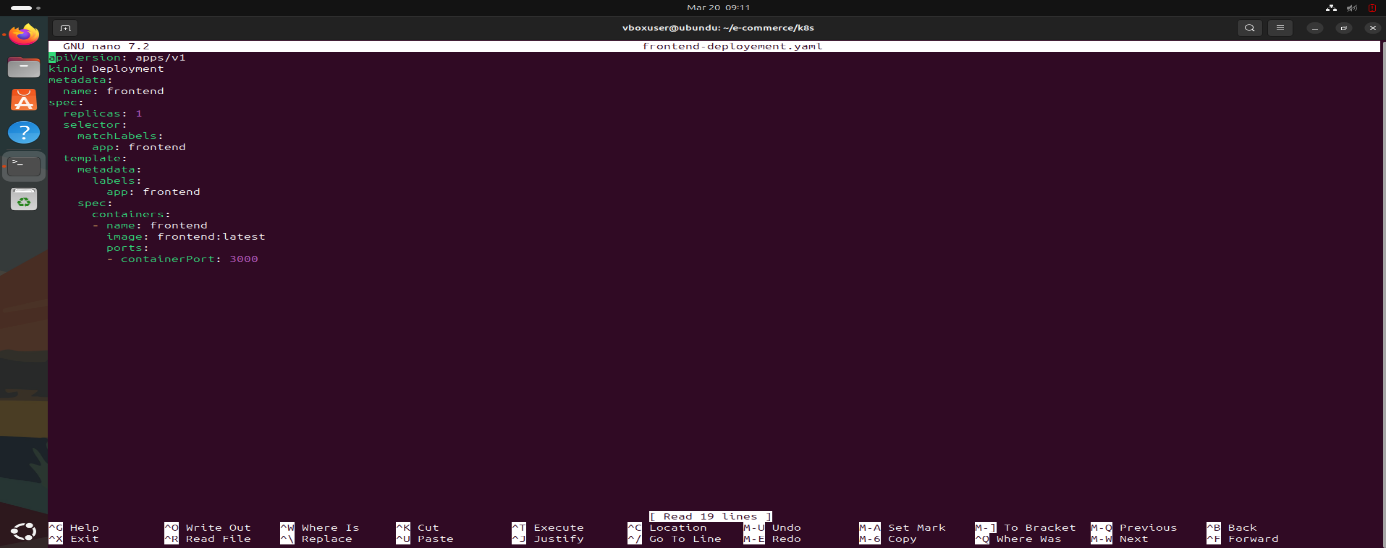 Mar 20 09:11
vboxuser@ubundu: ~/e-commerce/k8s
GNU nano 7.2 frontend-deployement.yaml
apiVersion: apps/v1
kind: Deployment
metadata:
  name: frontend
spec:
  replicas: 1
  selector:
    matchLabels:
      app: frontend
  template:
    metadata:
      labels:
        app: frontend
    spec:
      containers:
      - name: frontend
        image: frontend:latest
        ports:
        - containerPort: 3000
[ Read 19 lines ]
^G Help ^O Write Out ^W Where Is ^K Cut ^T Execute ^C Location M-U Undo M-A Set Mark M-] To Bracket M-Q Previous ^B Back
^X Exit ^R Read File ^\ Replace ^U Paste ^J Justify ^/ Go To Line M-E Redo M-6 Copy ^Q Where Was M-W Next ^F Forward